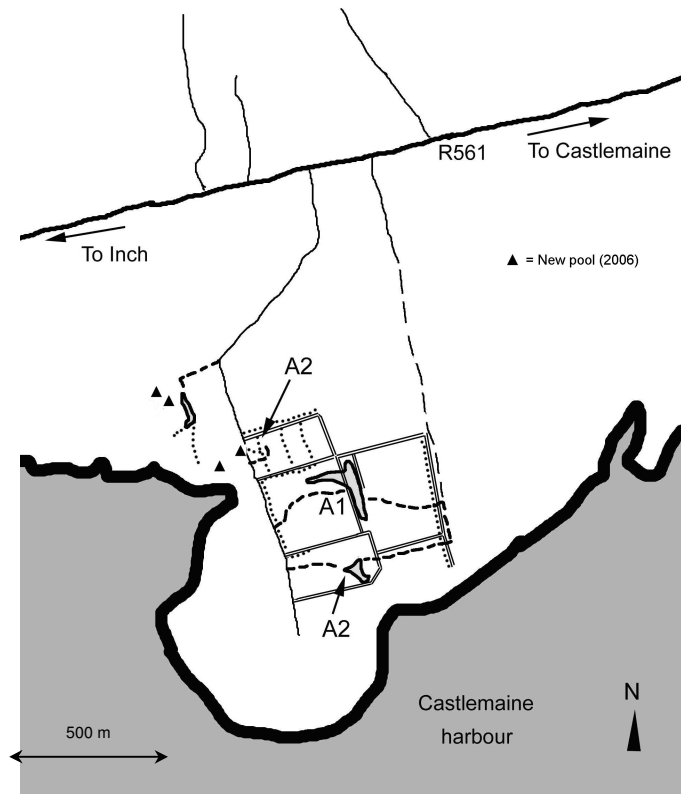 R561
To Castlemaine
To Inch
▲ = New pool (2006)
A2
A1
A2
Castlemaine
harbour
N
500 m